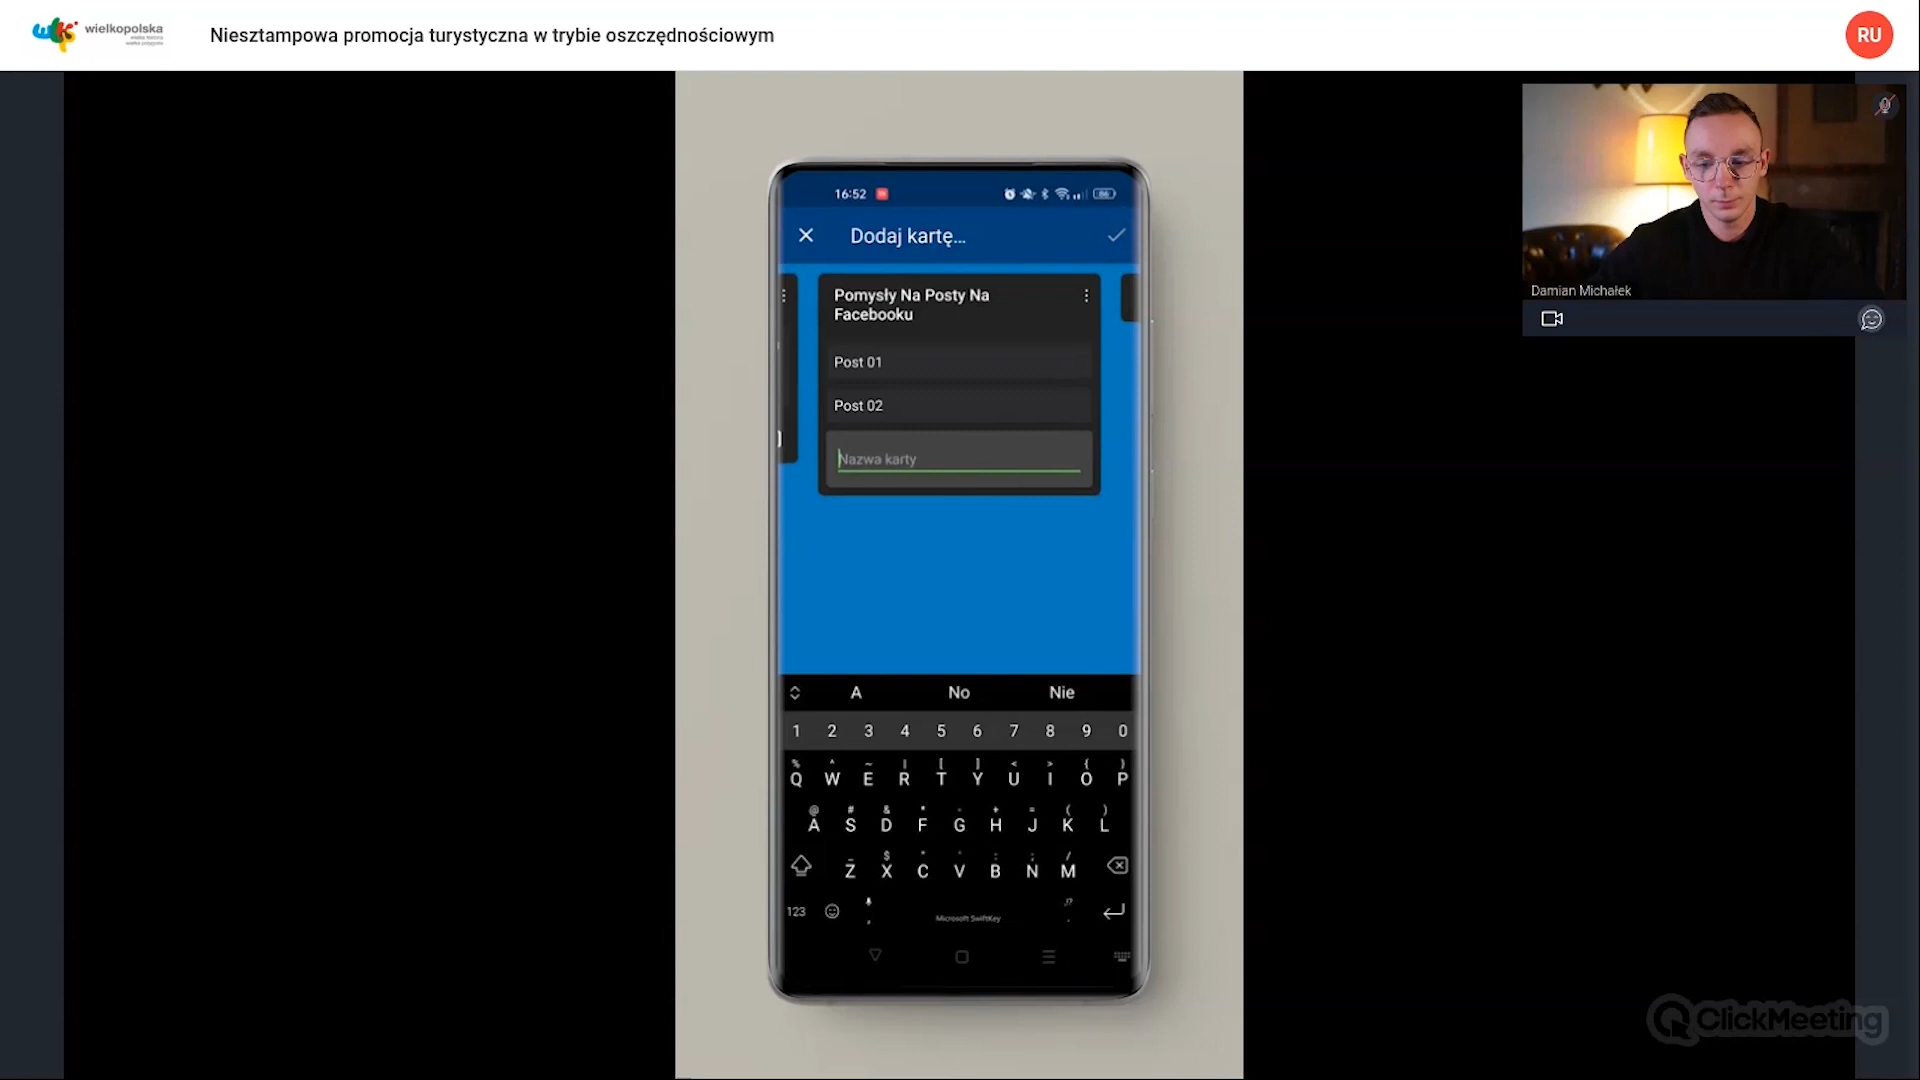 wielkopolska
Niesztampowa promocja turystyczna w trybie oszczędnościowym
RU
16:52
86
Dodaj kartę...
Pomysły Na Posty Na
Facebooku
Post 01
Post 02
Nazwa karty
A No Nie
1 2 3 4 5 6 7 8 9 0
% ^ ~ | [ ] < > { }
Q W E R T Y U I O P
@ # & * - + = ( )
A S D F G H J K L
Z X C V B N M
123
Microsoft SwiftKey
Damian Michałek
ClickMeeting